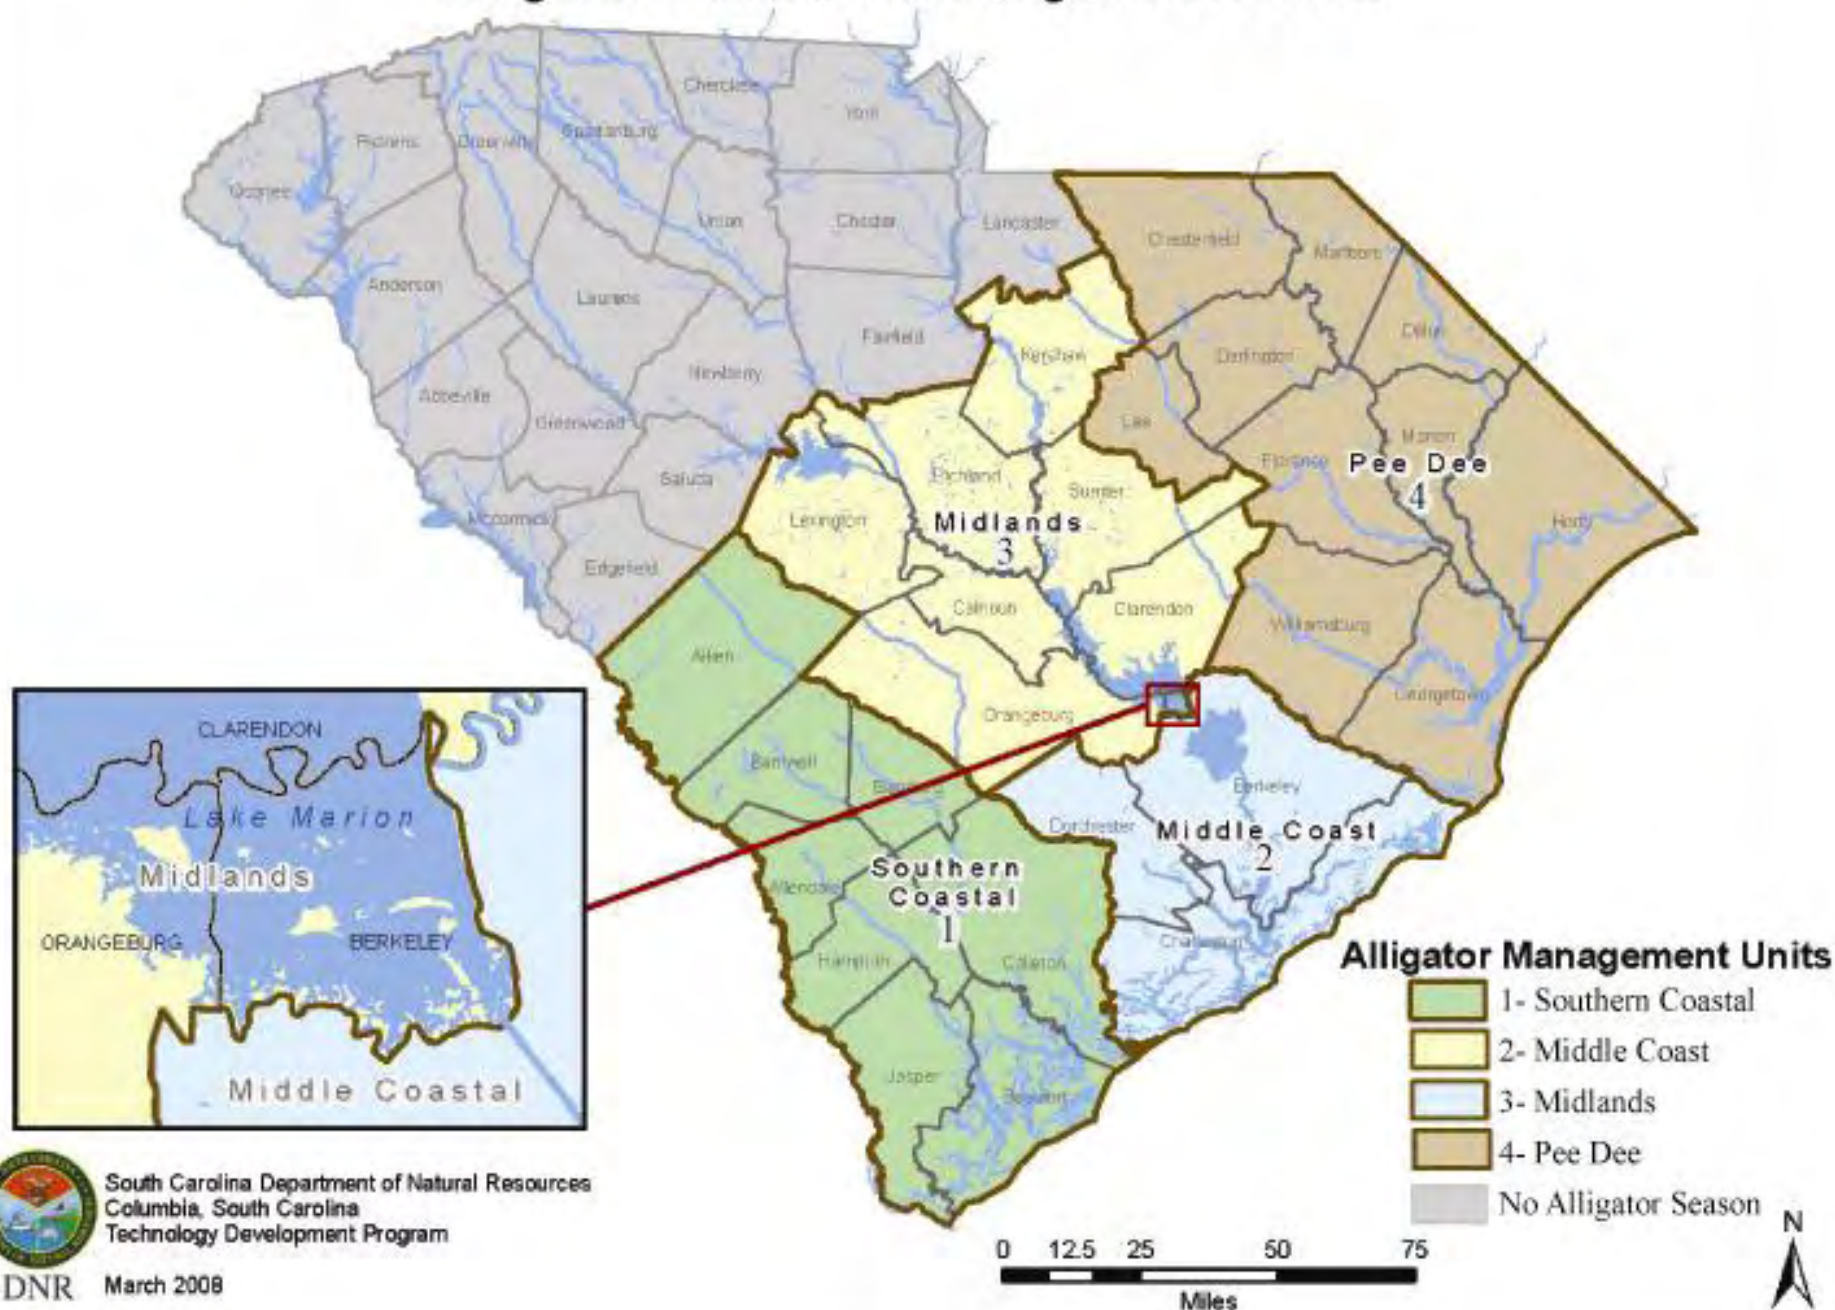 Cherokee
York
Pickens
Greenville
Spartanburg
Oconee
Union
Chester
Lancaster
Chesterfield
Marlboro
Anderson
Laurens
Fairfield
Kershaw
Darlington
Dillon
Newberry
Abbeville
Greenwood
Lee
Marion
Florence
Pee Dee
4
Saluda
Richland
Sumter
Lexington
Midlands
3
Horry
Mccormick
Edgefield
Calhoun
Clarendon
Williamsburg
Aiken
Georgetown
Orangeburg
Barnwell
Berkeley
Dorchester
Middle Coast
2
Southern
Coastal
1
Allendale
Hampton
Colleton
Charleston
Jasper
Beaufort
CLARENDON
Lake Marion
Midlands
ORANGEBURG
BERKELEY
Middle Coastal
Alligator Management Units
1- Southern Coastal
2- Middle Coast
3- Midlands
4- Pee Dee
No Alligator Season
South Carolina Department of Natural Resources
Columbia, South Carolina
Technology Development Program
DNR
March 2008
0 12.5 25 50 75
Miles
N